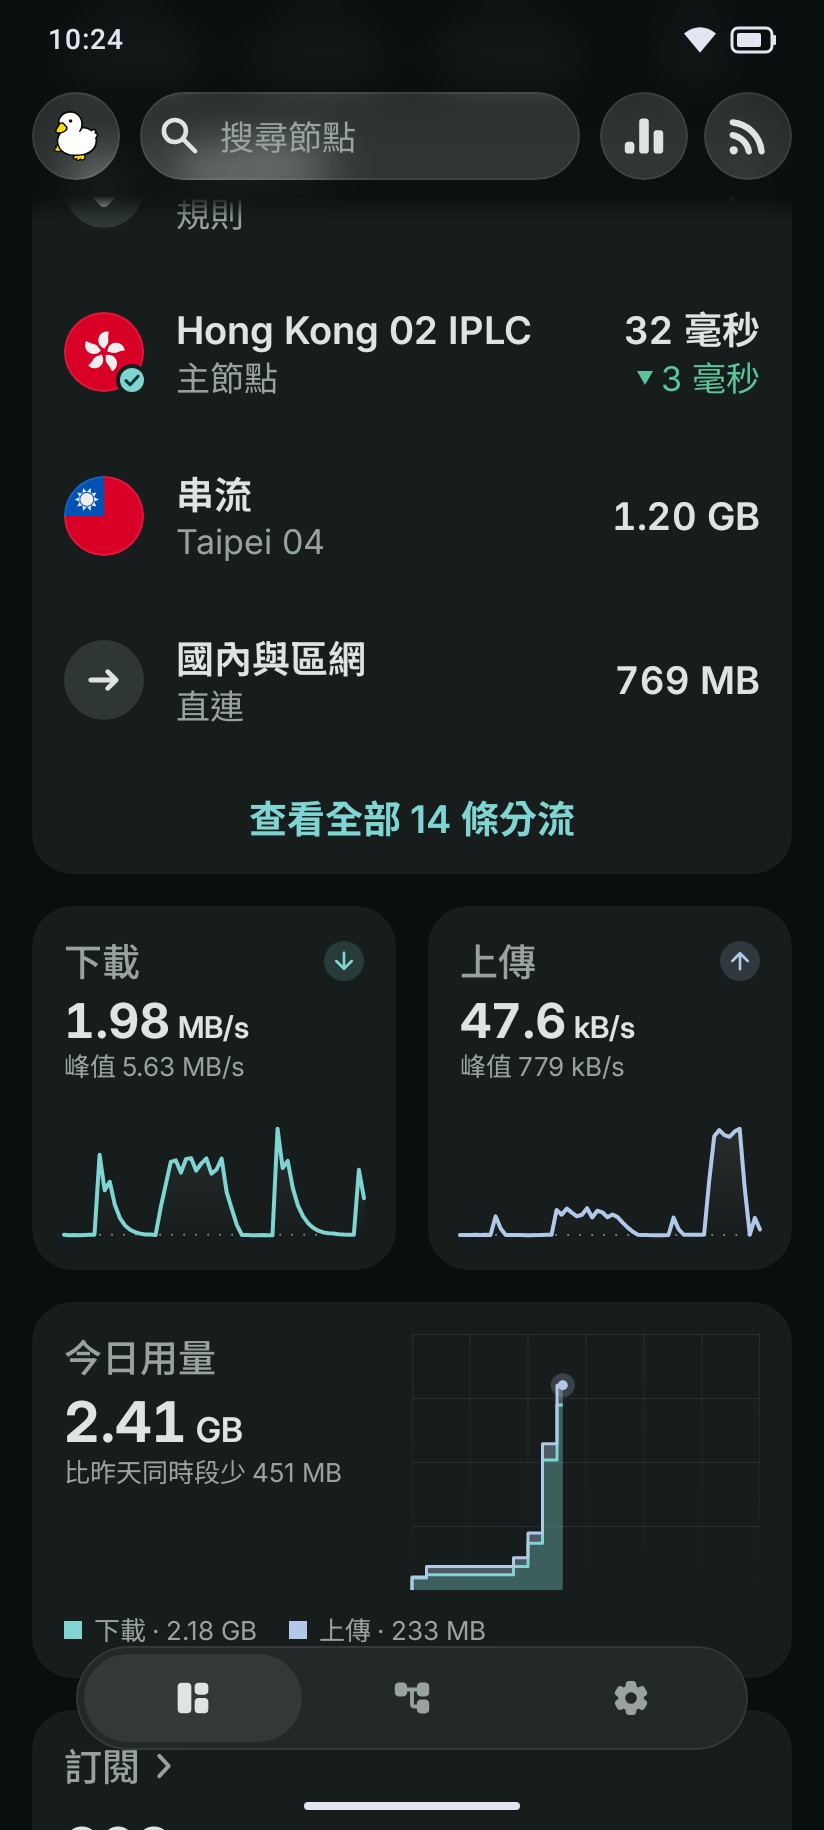 10:24
搜尋節點
規則
Hong Kong 02 IPLC
32 毫秒
主節點
▼3 毫秒
串流
Taipei 04
1.20 GB
國內與區網
直連
769 MB
查看全部 14 條分流
下載
1.98 MB/s
峰值 5.63 MB/s
上傳
47.6 kB/s
峰值 779 kB/s
今日用量
2.41 GB
比昨天同時段少 451 MB
下載 · 2.18 GB
上傳 · 233 MB
訂閱